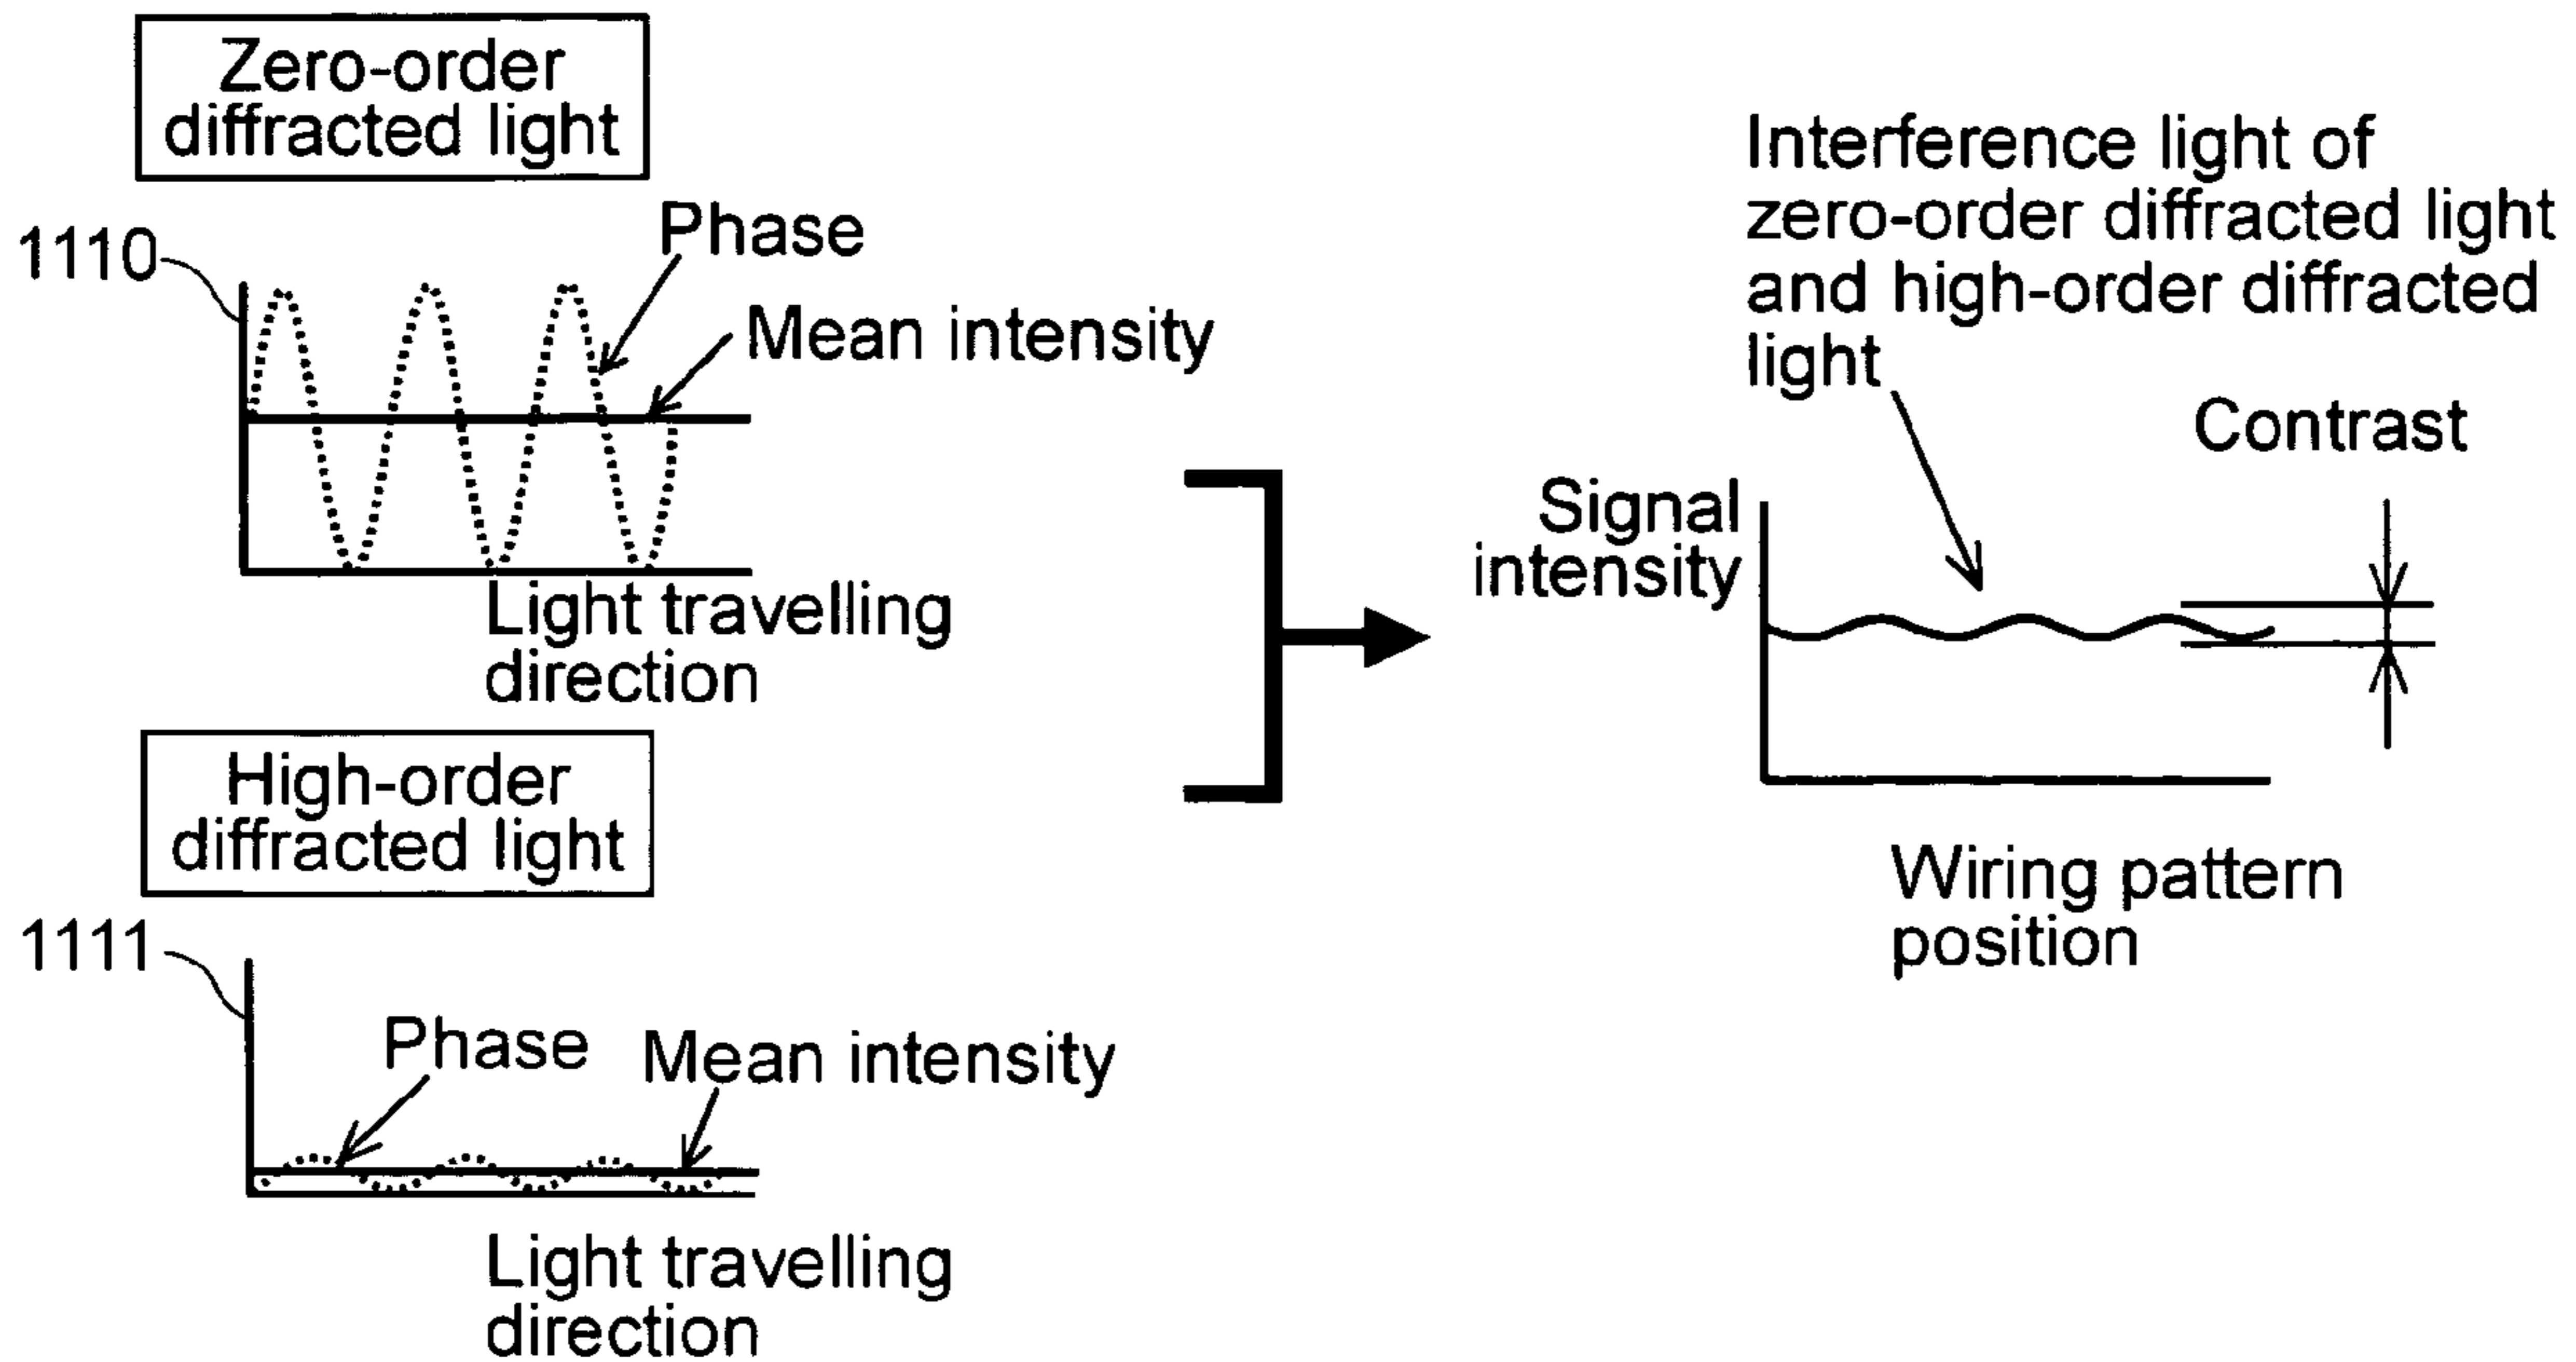 Zero-order
diffracted light
1110
Phase
Mean intensity
Light travelling
direction
High-order
diffracted light
1111
Phase
Mean intensity
Light travelling
direction
Interference light of
zero-order diffracted light
and high-order diffracted
light
Contrast
Signal
intensity
Wiring pattern
position